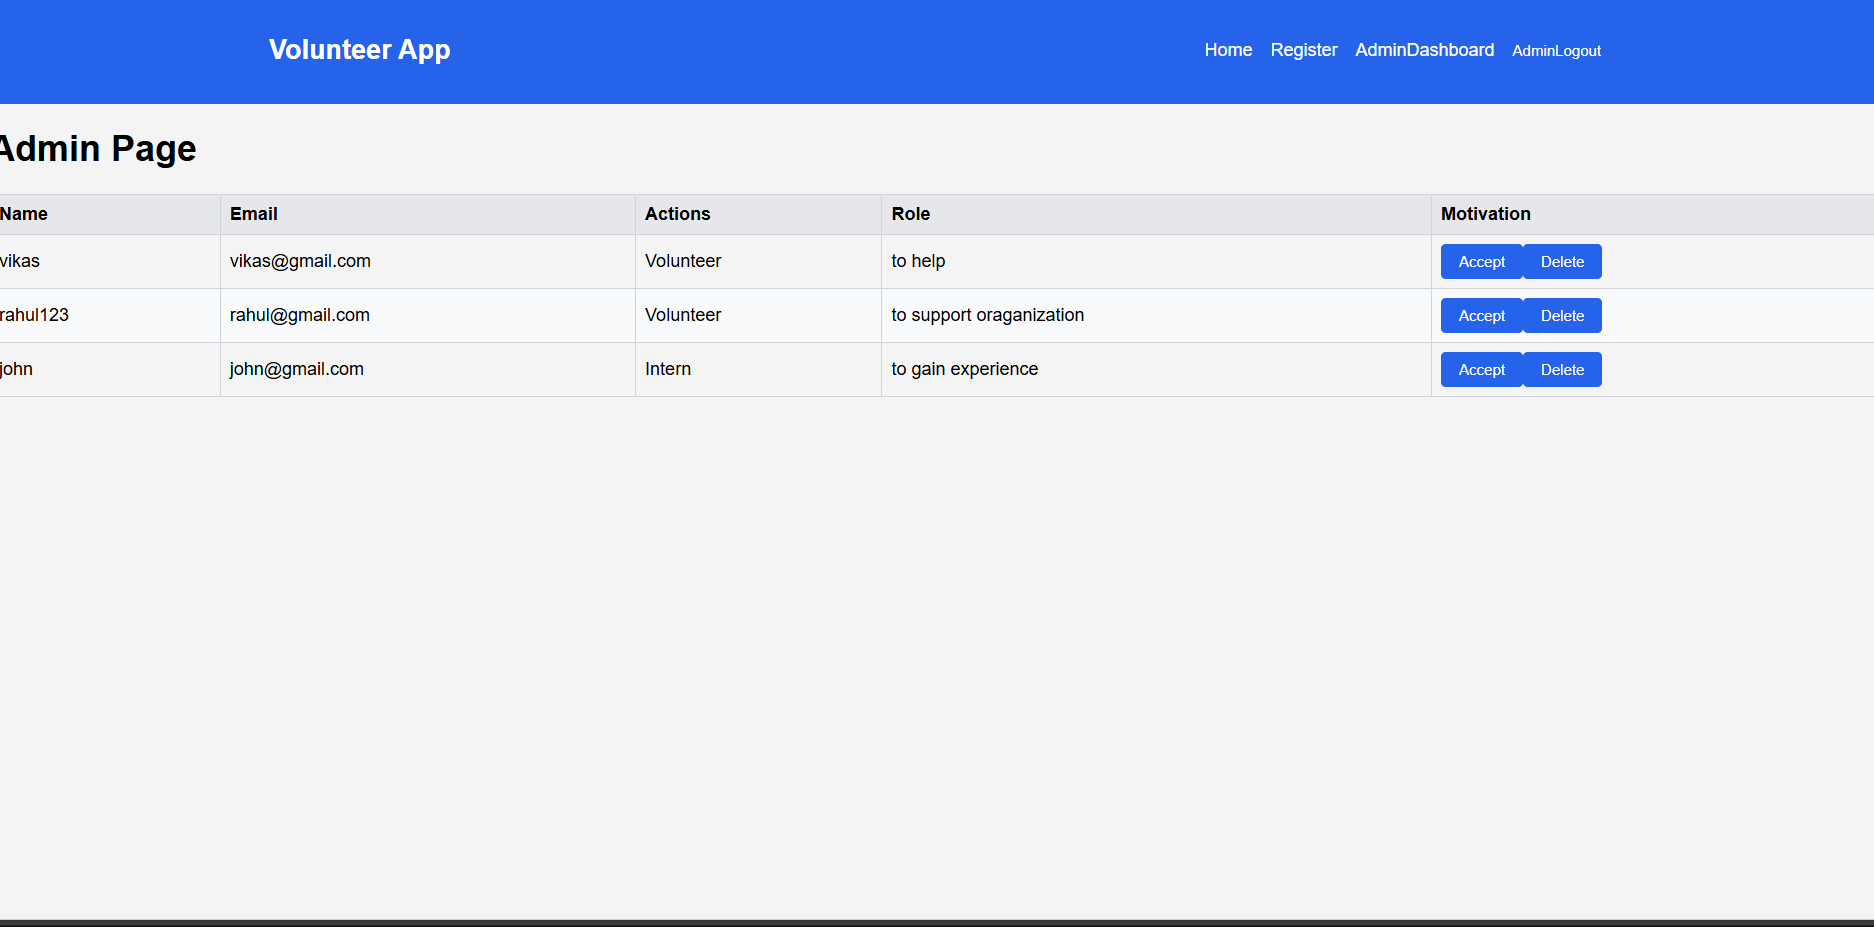 Volunteer App Home Register AdminDashboard AdminLogout
Admin Page
Name Email Actions Role Motivation
vikas vikas@gmail.com Volunteer to help Accept Delete
rahul123 rahul@gmail.com Volunteer to support oraganization Accept Delete
john john@gmail.com Intern to gain experience Accept Delete